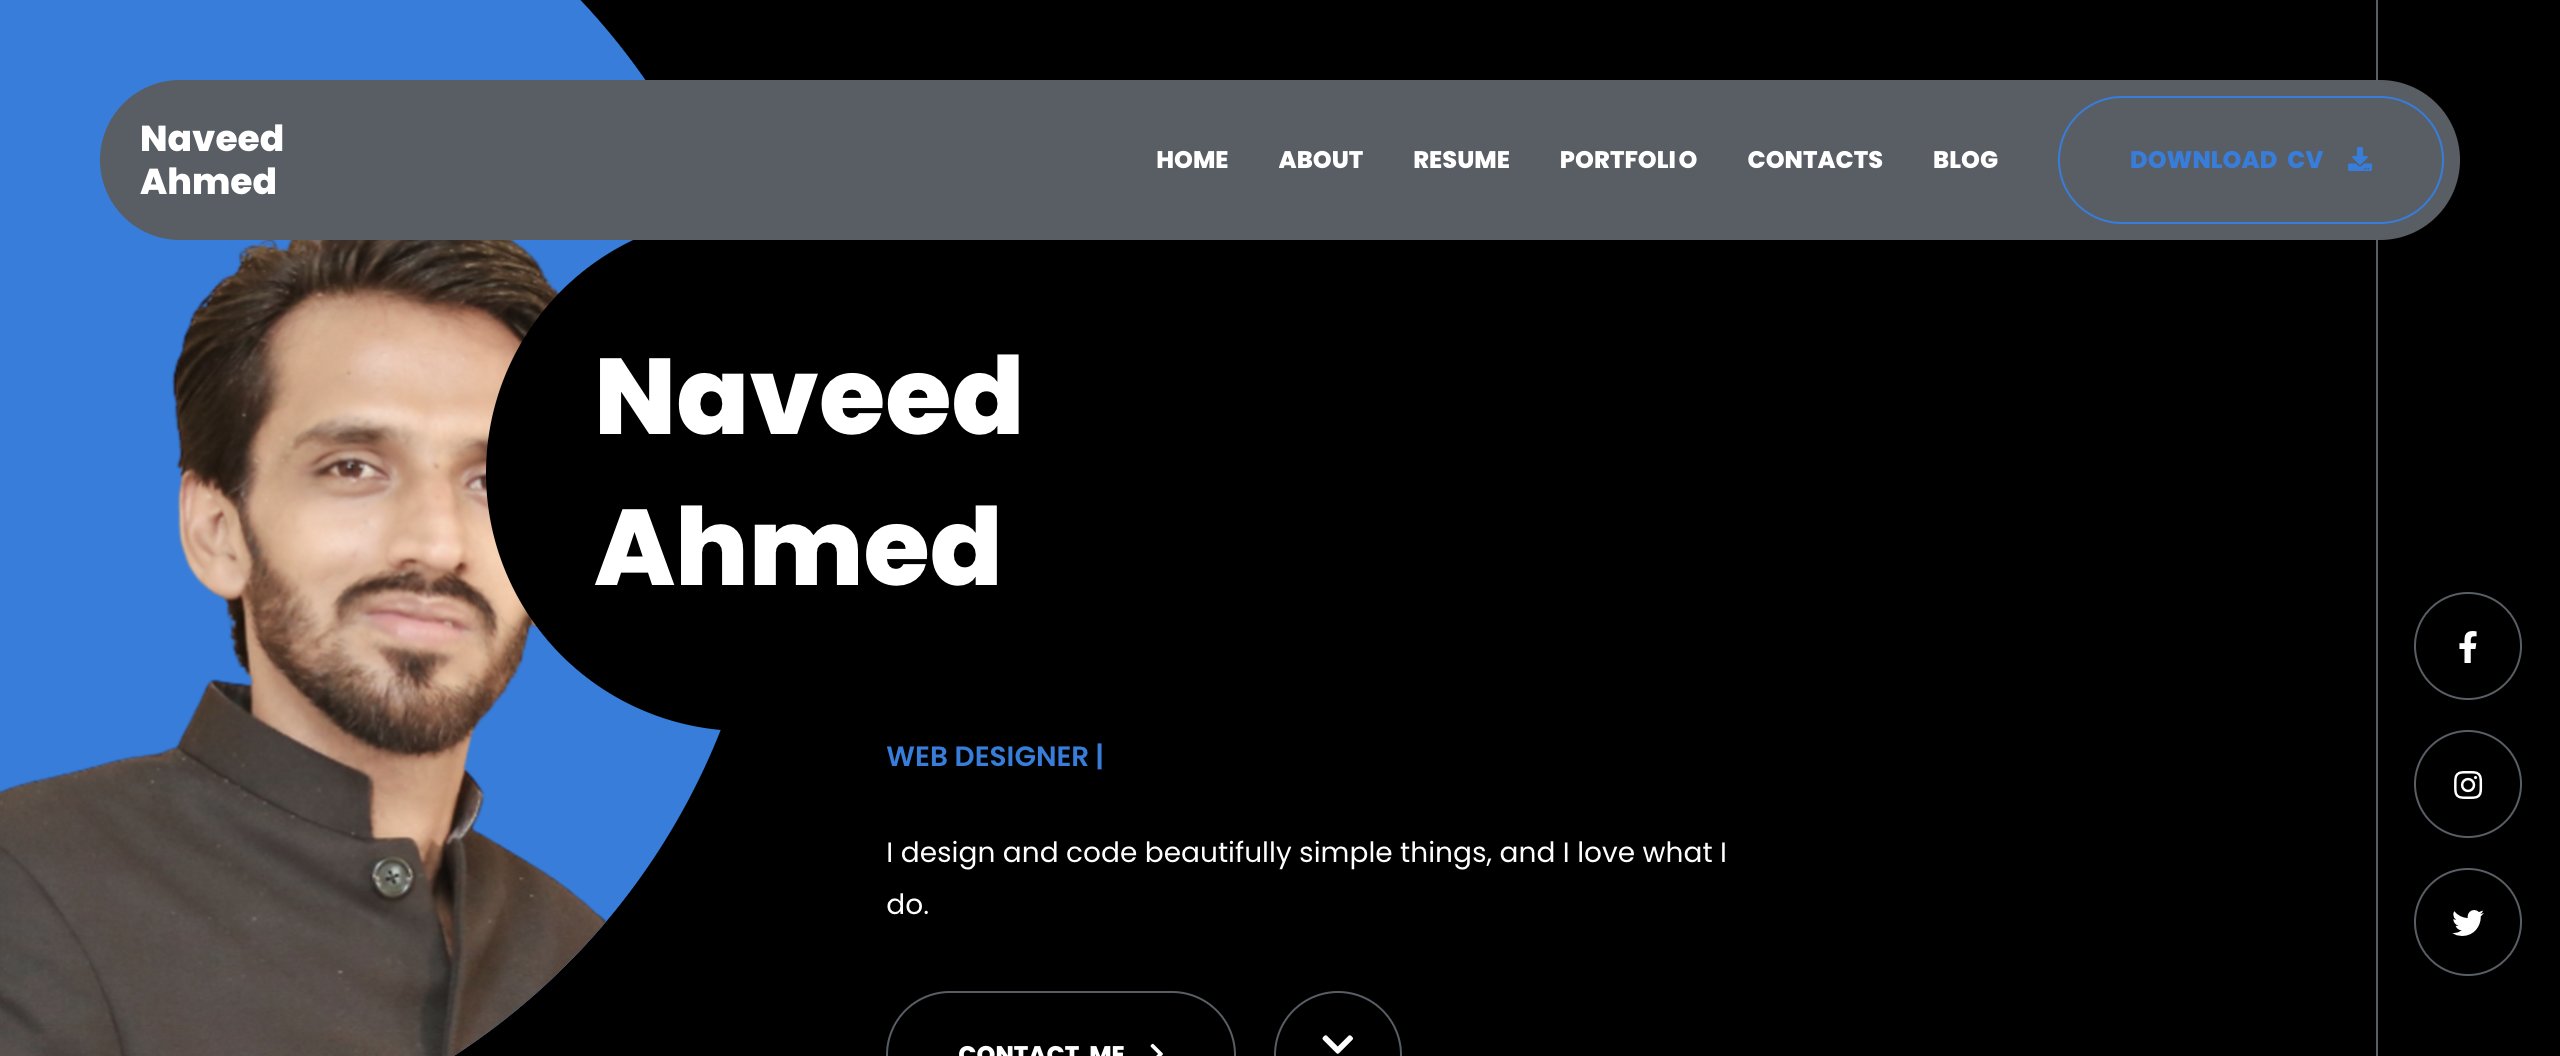 Naveed
Ahmed
HOME ABOUT RESUME PORTFOLIO CONTACTS BLOG DOWNLOAD CV
Naveed
Ahmed
WEB DESIGNER |
I design and code beautifully simple things, and I love what I
do.
CONTACT ME